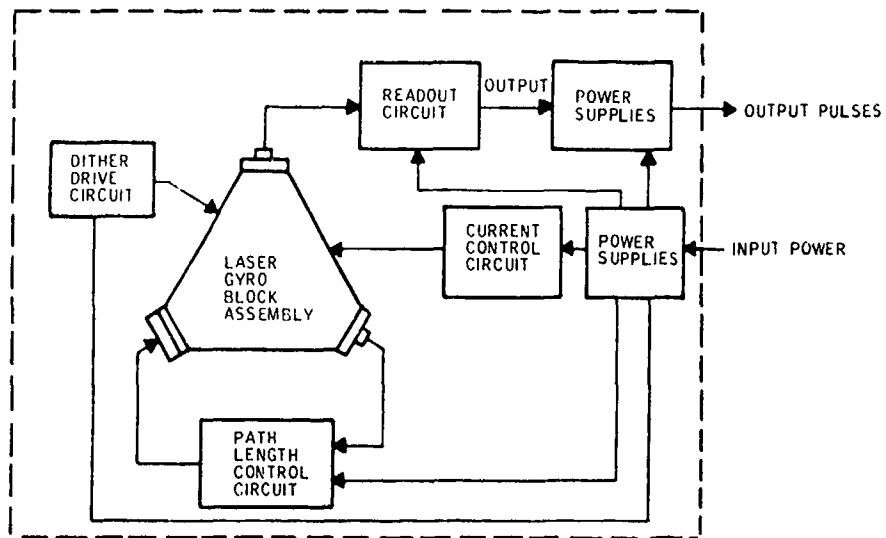 READOUT
CIRCUIT
OUTPUT
POWER
SUPPLIES
OUTPUT PULSES
DITHER
DRIVE
CIRCUIT
LASER
GYRO
BLOCK
ASSEMBLY
CURRENT
CONTROL
CIRCUIT
POWER
SUPPLIES
INPUT POWER
PATH
LENGTH
CONTROL
CIRCUIT